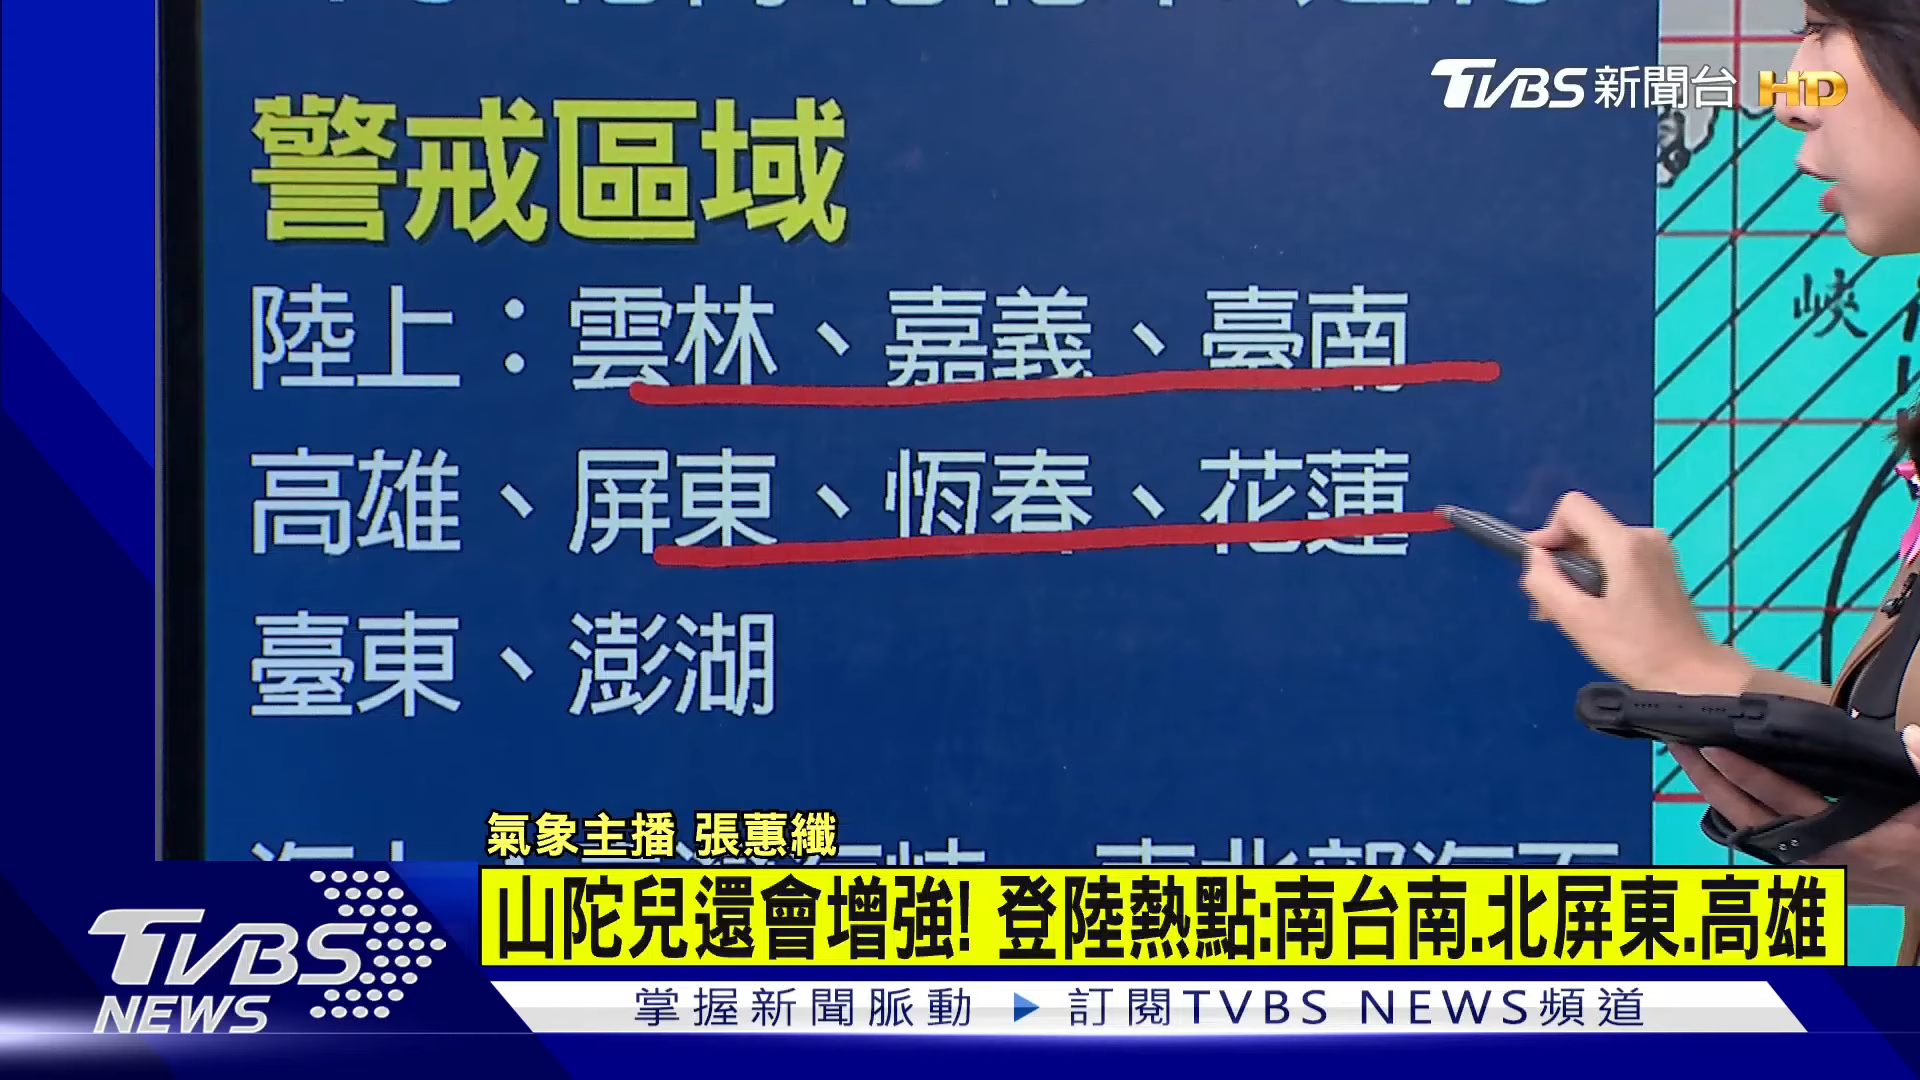 TVBS新聞台 HD
警戒區域
陸上：雲林、嘉義、臺南
高雄、屏東、恆春、花蓮
臺東、澎湖
峽
氣象主播 張蕙纖
山陀兒還會增強! 登陸熱點:南台南.北屏東.高雄
TVBS NEWS
掌握新聞脈動 ▶ 訂閱TVBS NEWS頻道